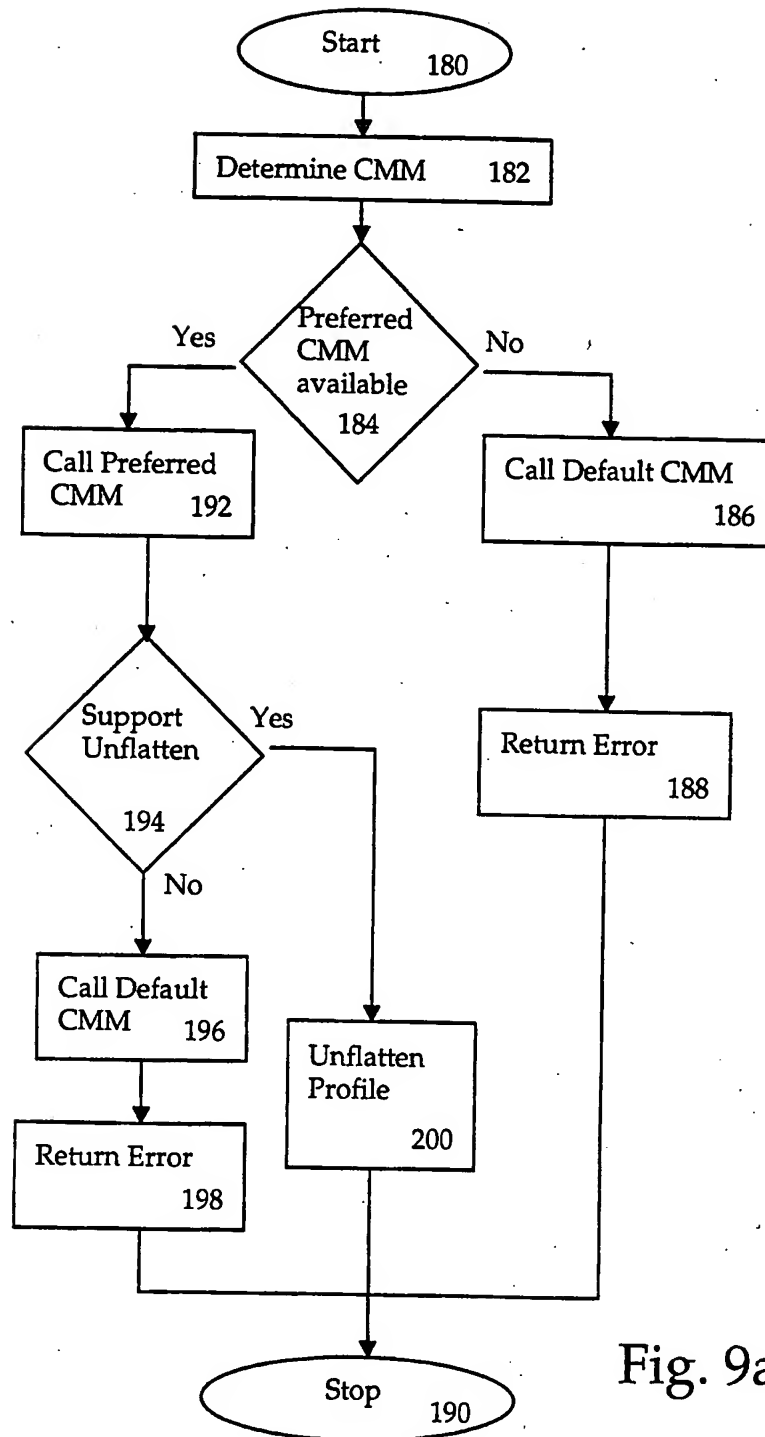 Start
180
Determine CMM 182
Preferred
CMM
available
184
Yes
No
Call Preferred
CMM 192
Call Default CMM
186
Support
Unflatten
194
Yes
No
Return Error
188
Call Default
CMM 196
Unflatten
Profile
200
Return Error
198
Stop
190
Fig. 9a